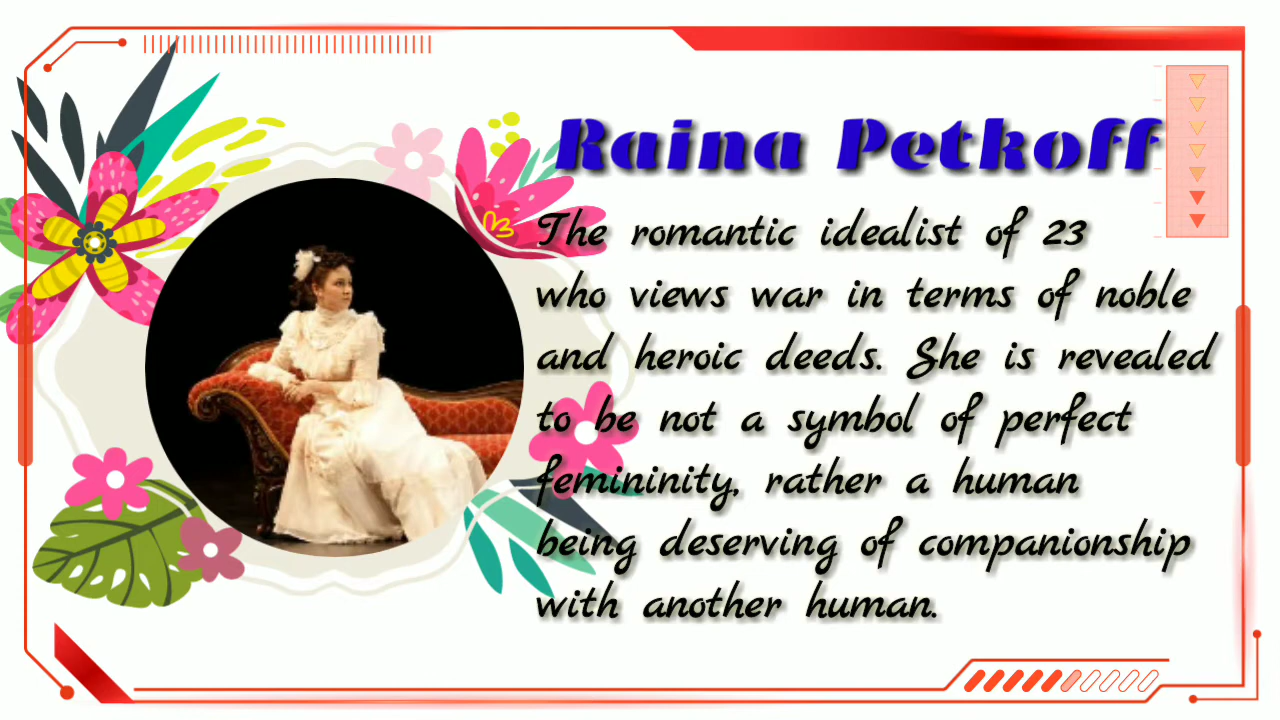 Raina Petkoff
The romantic idealist of 23
who views war in terms of noble
and heroic deeds. She is revealed
to be not a symbol of perfect
femininity, rather a human
being deserving of companionship
with another human.